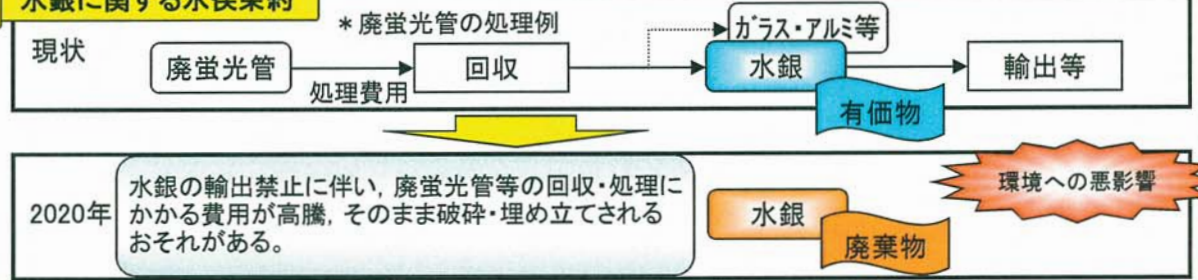 水銀に関する水俣条約
＊廃蛍光管の処理例
現状
廃蛍光管
処理費用
回収
ガラス・アルミ等
水銀
有価物
輸出等
2020年
水銀の輸出禁止に伴い，廃蛍光管等の回収・処理に
かかる費用が高騰，そのまま破砕・埋め立てされる
おそれがある。
水銀
廃棄物
環境への悪影響